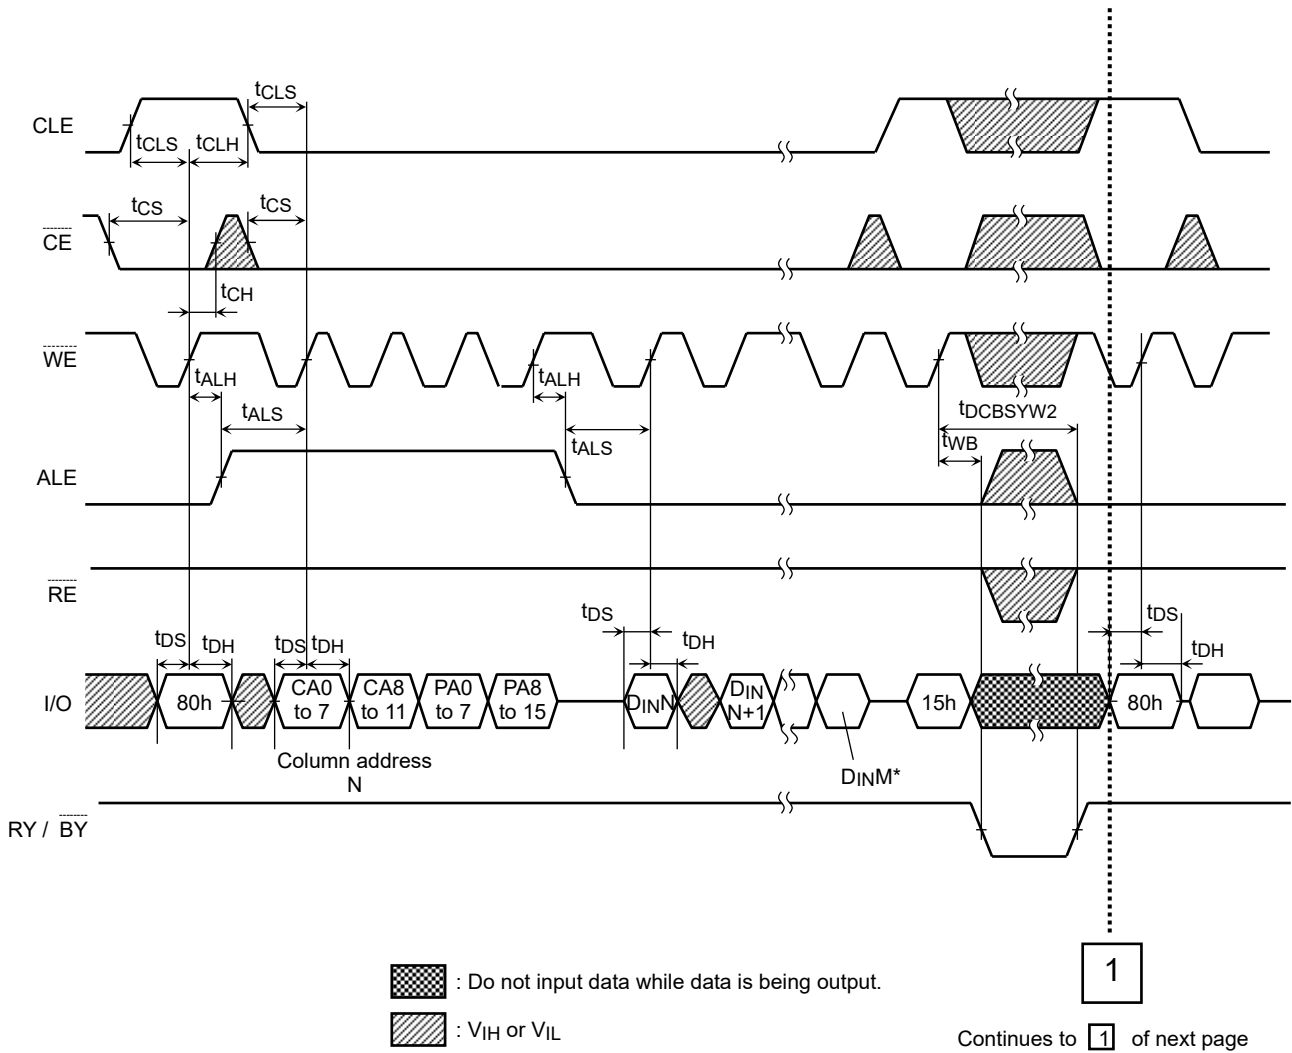 tCLS
CLE
tCLS
tCLH
tCS
tCS
CE
tCH
WE
tALH
tALH
tALS
tALS
tDCBSYW2
tWB
ALE
RE
tDS
tDH
tDS
tDH
tDS
tDH
tDS
tDH
I/O
80h
CA0
to 7
CA8
to 11
PA0
to 7
PA8
to 15
DINN
DIN
N+1
15h
80h
Column address
N
DINM*
RY / BY
1
: Do not input data while data is being output.
: VIH or VIL
Continues to 1 of next page